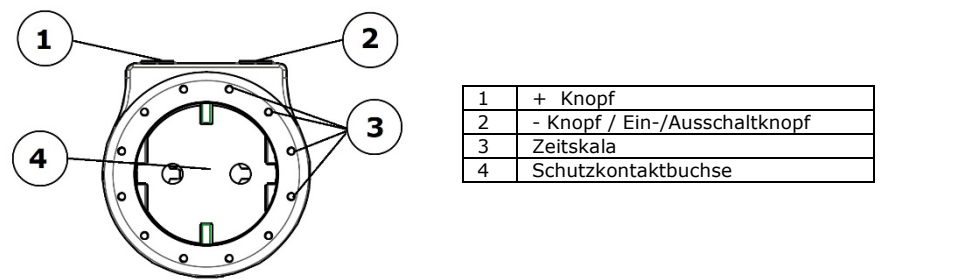 1
2
3
4
1 + Knopf
2 - Knopf / Ein-/Ausschaltknopf
3 Zeitskala
4 Schutzkontaktbuchse